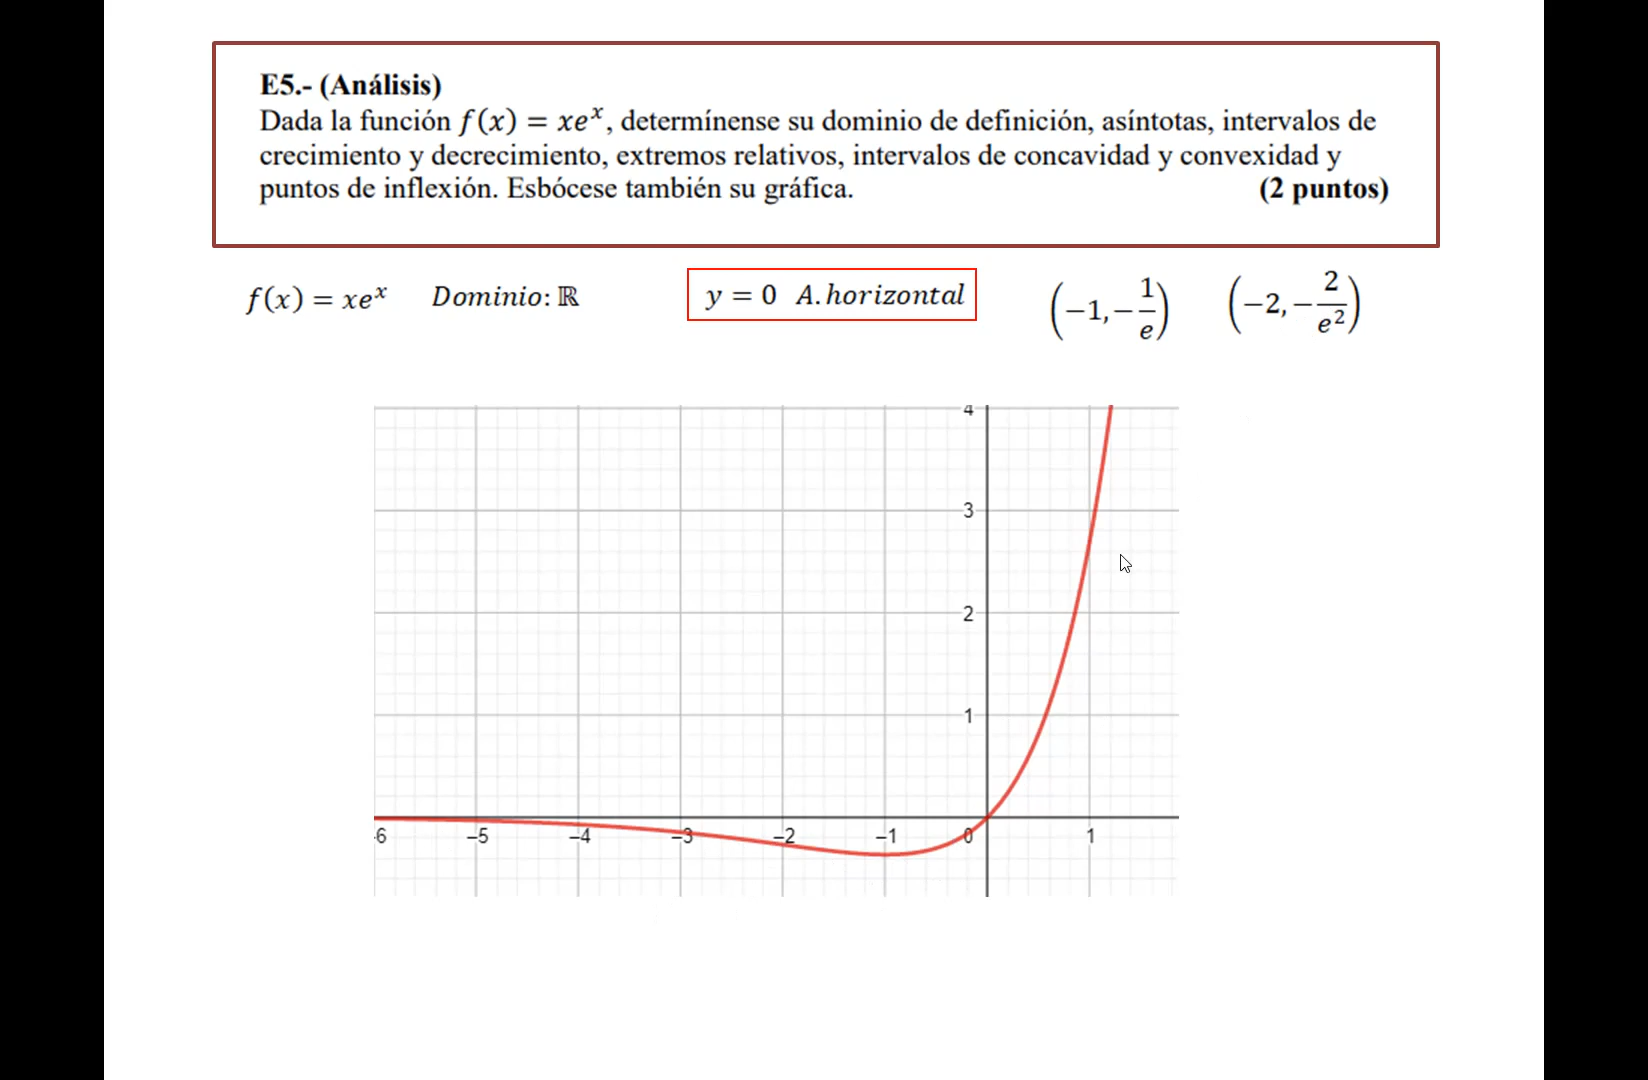 E5.- (Análisis)
Dada la función f(x) = xeˣ, determínense su dominio de definición, asíntotas, intervalos de
crecimiento y decrecimiento, extremos relativos, intervalos de concavidad y convexidad y
puntos de inflexión. Esbócese también su gráfica. (2 puntos)
f(x) = xeˣ Dominio: ℝ y = 0 A. horizontal (−1, −1/e) (−2, −2/e²)
4
3
2
1
-6 −5 −4 −3 −2 −1 0 1